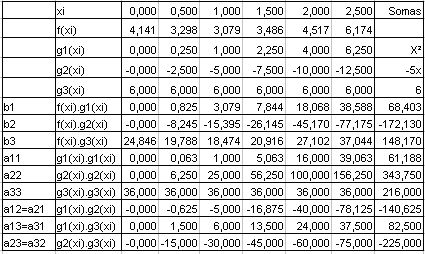 xi 0,000 0,500 1,000 1,500 2,000 2,500 Somas
f(xi) 4,141 3,298 3,079 3,486 4,517 6,174
g1(xi) 0,000 0,250 1,000 2,250 4,000 6,250 X²
g2(xi) -0,000 -2,500 -5,000 -7,500 -10,000 -12,500 -5x
g3(xi) 6,000 6,000 6,000 6,000 6,000 6,000 6
b1 f(xi).g1(xi) 0,000 0,825 3,079 7,844 18,068 38,588 68,403
b2 f(xi).g2(xi) -0,000 -8,245 -15,395 -26,145 -45,170 -77,175 -172,130
b3 f(xi).g3(xi) 24,846 19,788 18,474 20,916 27,102 37,044 148,170
a11 g1(xi).g1(xi) 0,000 0,063 1,000 5,063 16,000 39,063 61,188
a22 g2(xi).g2(xi) 0,000 6,250 25,000 56,250 100,000 156,250 343,750
a33 g3(xi).g3(xi) 36,000 36,000 36,000 36,000 36,000 36,000 216,000
a12=a21 g1(xi).g2(xi) -0,000 -0,625 -5,000 -16,875 -40,000 -78,125 -140,625
a13=a31 g1(xi).g3(xi) 0,000 1,500 6,000 13,500 24,000 37,500 82,500
a23=a32 g2(xi).g3(xi) -0,000 -15,000 -30,000 -45,000 -60,000 -75,000 -225,000